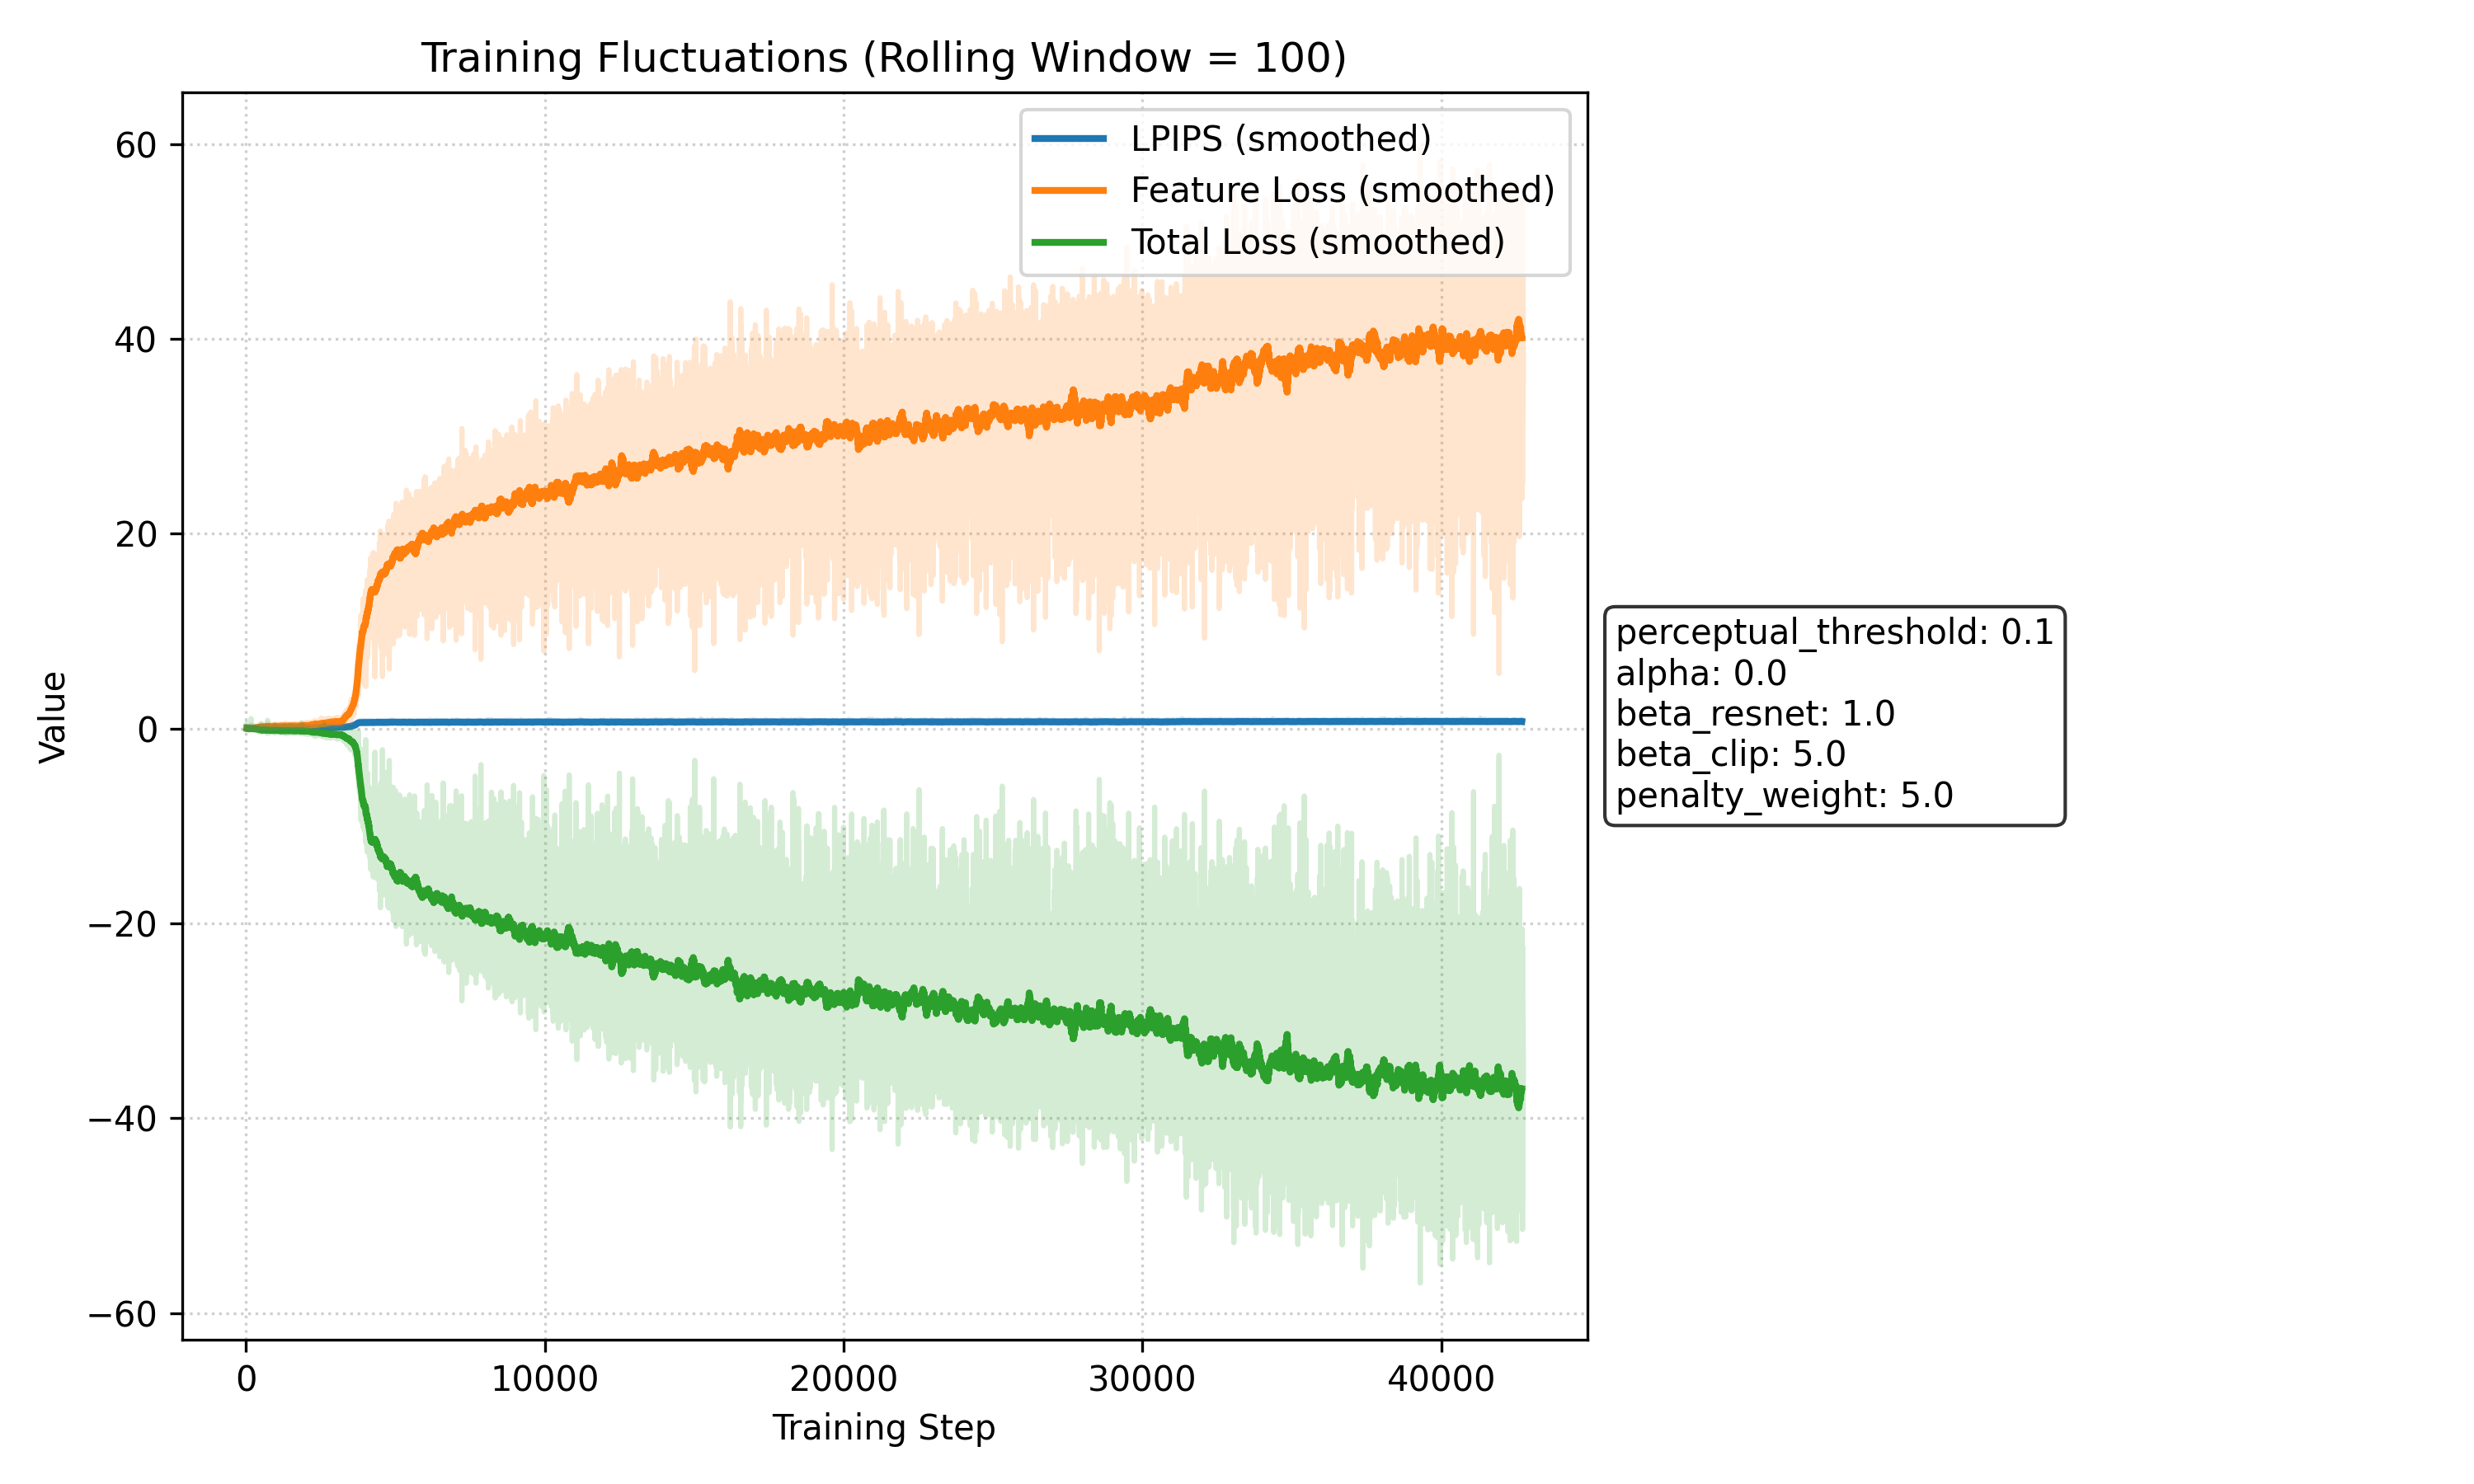 Training Fluctuations (Rolling Window = 100)
LPIPS (smoothed)
Feature Loss (smoothed)
Total Loss (smoothed)
60
40
20
0
−20
−40
−60
Value
0
10000
20000
30000
40000
Training Step
perceptual_threshold: 0.1
alpha: 0.0
beta_resnet: 1.0
beta_clip: 5.0
penalty_weight: 5.0